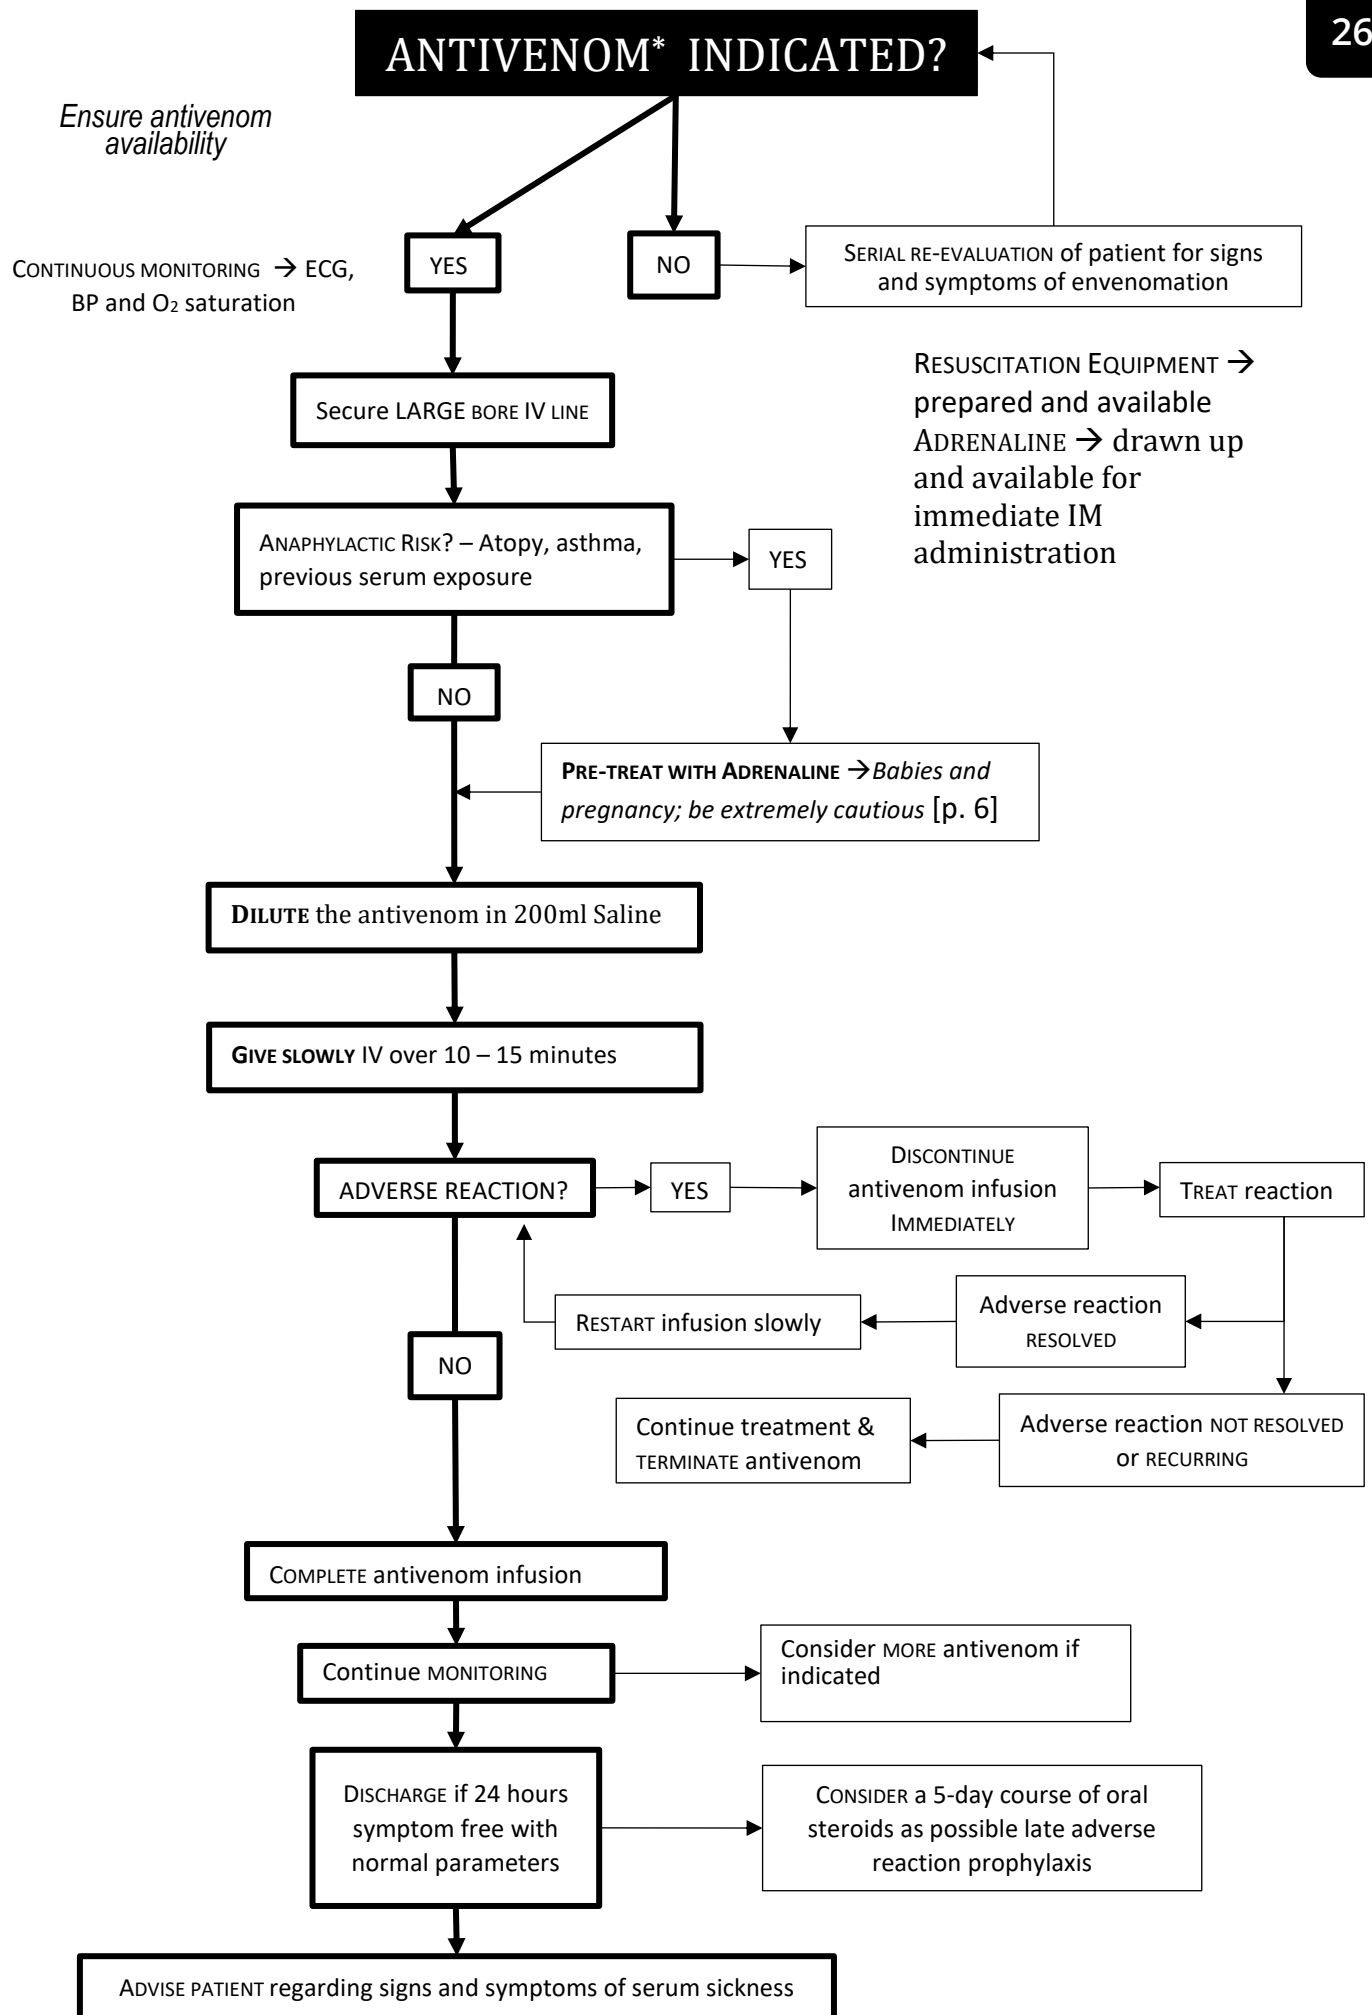 26
ANTIVENOM* INDICATED?
Ensure antivenom
availability
YES
NO
SERIAL RE-EVALUATION of patient for signs
and symptoms of envenomation
CONTINUOUS MONITORING → ECG,
BP and O₂ saturation
RESUSCITATION EQUIPMENT →
prepared and available
ADRENALINE → drawn up
and available for
immediate IM
administration
Secure LARGE BORE IV LINE
ANAPHYLACTIC RISK? – Atopy, asthma,
previous serum exposure
YES
NO
PRE-TREAT WITH ADRENALINE →Babies and
pregnancy; be extremely cautious [p. 6]
DILUTE the antivenom in 200ml Saline
GIVE SLOWLY IV over 10 – 15 minutes
ADVERSE REACTION?
YES
DISCONTINUE
antivenom infusion
IMMEDIATELY
TREAT reaction
Adverse reaction
RESOLVED
RESTART infusion slowly
NO
Adverse reaction NOT RESOLVED
or RECURRING
Continue treatment &
TERMINATE antivenom
COMPLETE antivenom infusion
Continue MONITORING
Consider MORE antivenom if
indicated
DISCHARGE if 24 hours
symptom free with
normal parameters
CONSIDER a 5-day course of oral
steroids as possible late adverse
reaction prophylaxis
ADVISE PATIENT regarding signs and symptoms of serum sickness